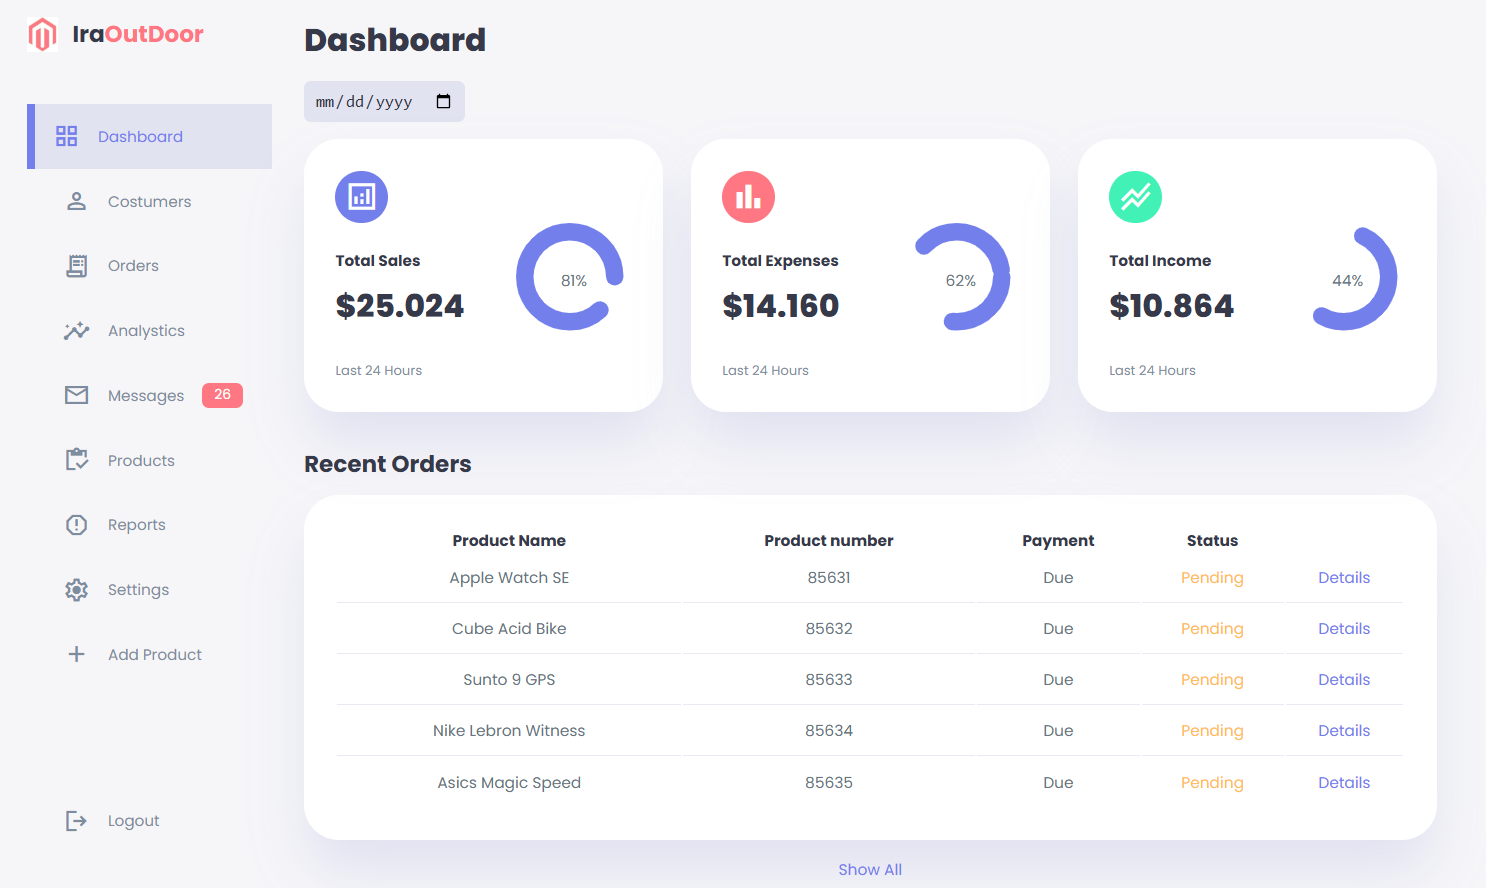 IraOutDoor
Dashboard
Costumers
Orders
Analystics
Messages 26
Products
Reports
Settings
Add Product
Logout
Dashboard
mm/dd/yyyy
Total Sales
$25.024
81%
Last 24 Hours
Total Expenses
$14.160
62%
Last 24 Hours
Total Income
$10.864
44%
Last 24 Hours
Recent Orders
Product Name Product number Payment Status
Apple Watch SE 85631 Due Pending Details
Cube Acid Bike 85632 Due Pending Details
Sunto 9 GPS 85633 Due Pending Details
Nike Lebron Witness 85634 Due Pending Details
Asics Magic Speed 85635 Due Pending Details
Show All